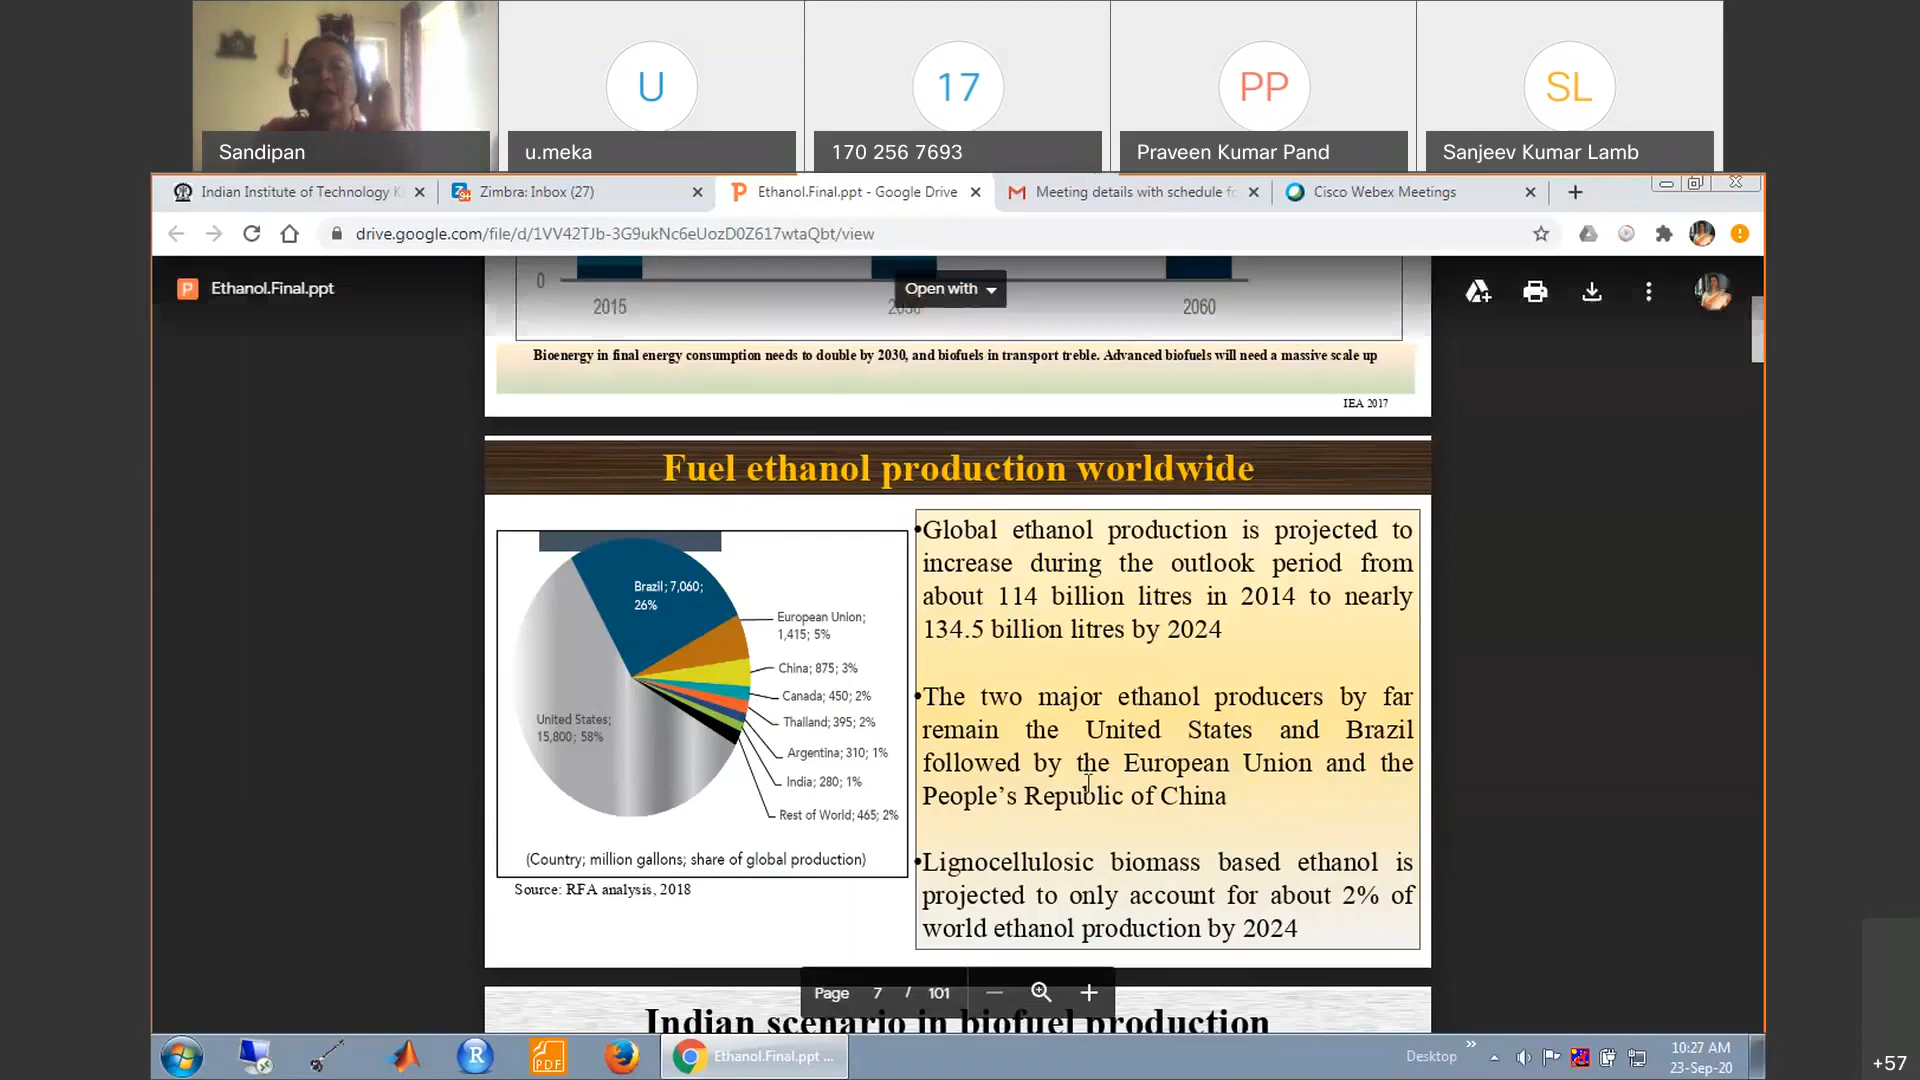 U
17
PP
SL
Sandipan
u.meka
170 256 7693
Praveen Kumar Pand
Sanjeev Kumar Lamb
Indian Institute of Technology K
Zimbra: Inbox (27)
Ethanol.Final.ppt - Google Drive
Meeting details with schedule fo
Cisco Webex Meetings
drive.google.com/file/d/1VV42TJb-3G9ukNc6eUozD0Z617wtaQbt/view
P Ethanol.Final.ppt
Open with
0
2015
2060
Bioenergy in final energy consumption needs to double by 2030, and biofuels in transport treble. Advanced biofuels will need a massive scale up
IEA 2017
Fuel ethanol production worldwide
Brazil; 7,060;
26%
European Union;
1,415; 5%
China; 875; 3%
Canada; 450; 2%
United States;
15,800; 58%
Thailand; 395; 2%
Argentina; 310; 1%
India; 280; 1%
Rest of World; 465; 2%
(Country; million gallons; share of global production)
Source: RFA analysis, 2018
•Global ethanol production is projected to
increase during the outlook period from
about 114 billion litres in 2014 to nearly
134.5 billion litres by 2024
•The two major ethanol producers by far
remain the United States and Brazil
followed by the European Union and the
People's Republic of China
•Lignocellulosic biomass based ethanol is
projected to only account for about 2% of
world ethanol production by 2024
Page 7 / 101
Indian scenario in biofuel production
R
PDF
Ethanol.Final.ppt ...
Desktop
10:27 AM
23-Sep-20
+57